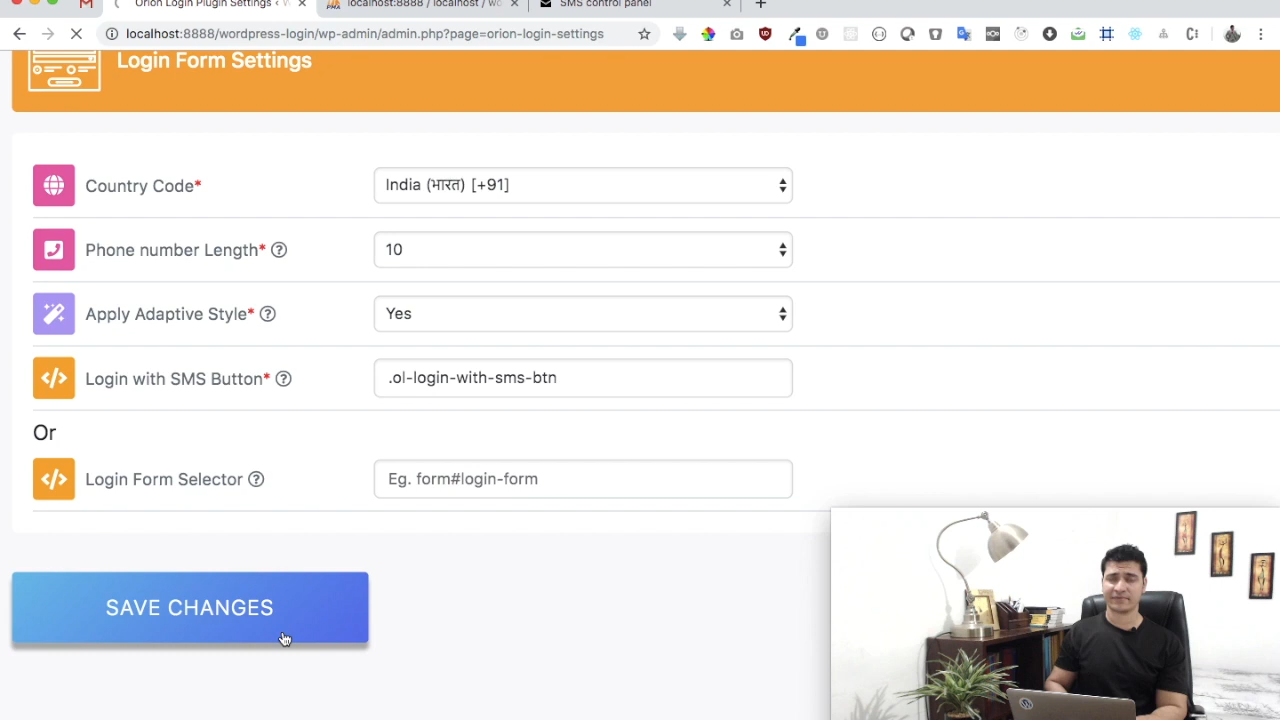 Orion Login Plugin Settings ‹ W
localhost:8888 / localhost / wo
SMS control panel
localhost:8888/wordpress-login/wp-admin/admin.php?page=orion-login-settings
Login Form Settings
Country Code*
India (भारत) [+91]
Phone number Length*
10
Apply Adaptive Style*
Yes
Login with SMS Button*
.ol-login-with-sms-btn
Or
Login Form Selector
Eg. form#login-form
SAVE CHANGES